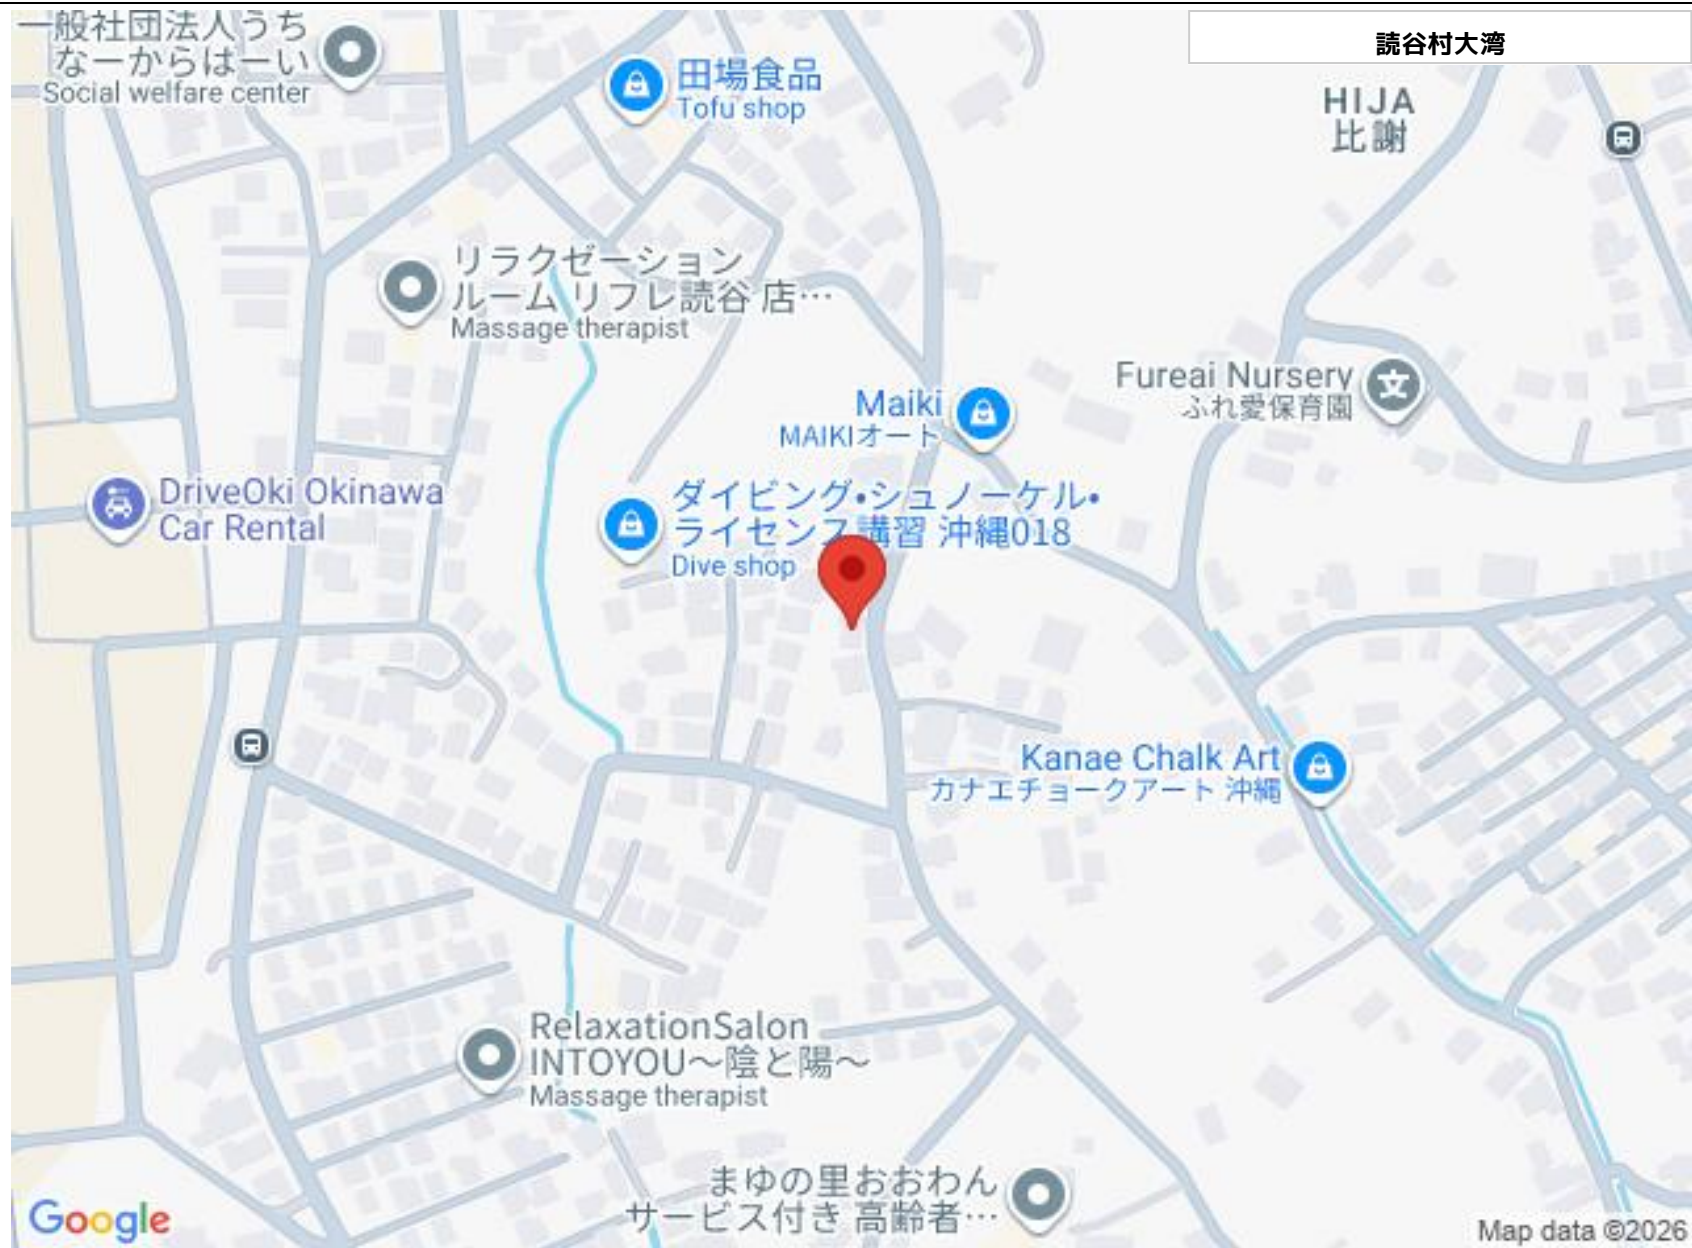 読谷村大湾
一般社団法人うち
なーからはーい
Social welfare center
田場食品
Tofu shop
HIJA
比謝
リラクゼーション
ルーム リフレ読谷 店…
Massage therapist
Maiki
MAIKIオート
Fureai Nursery
ふれ愛保育園
DriveOki Okinawa
Car Rental
ダイビング•シュノーケル•
ライセンス講習 沖縄018
Dive shop
Kanae Chalk Art
カナエチョークアート 沖縄
RelaxationSalon
INTOYOU～陰と陽～
Massage therapist
まゆの里おおわん
サービス付き 高齢者…
Google
Map data ©2026